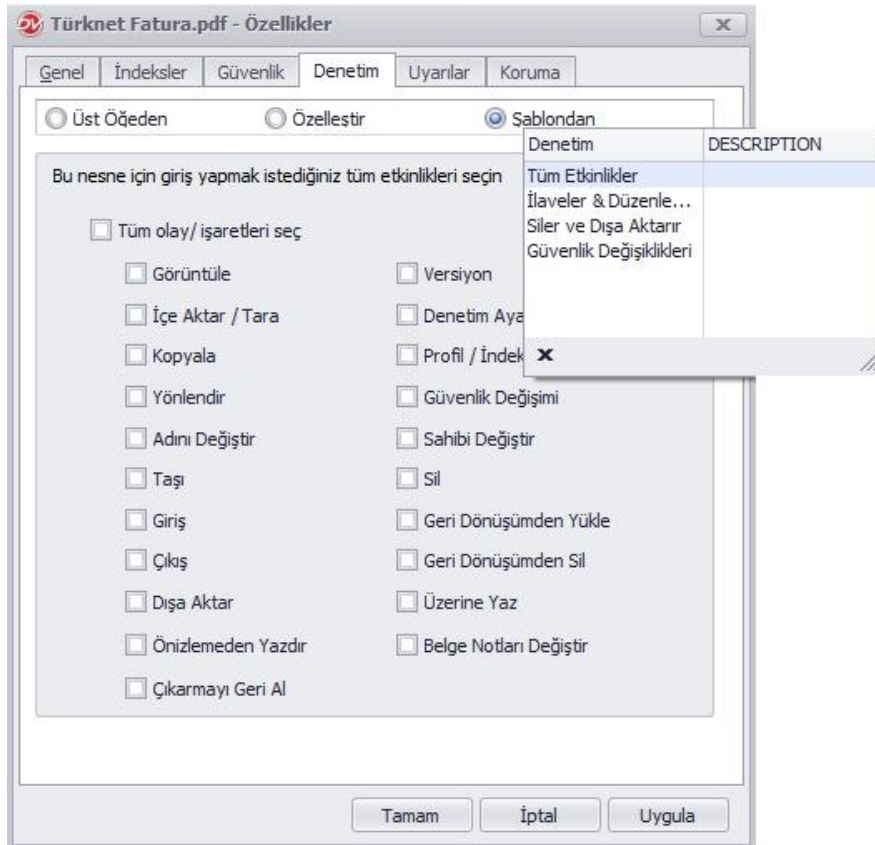 DV Türknet Fatura.pdf - Özellikler
Genel İndeksler Güvenlik Denetim Uyarılar Koruma
Üst Öğeden Özelleştir Şablondan
Denetim DESCRIPTION
Bu nesne için giriş yapmak istediğiniz tüm etkinlikleri seçin
Tüm Etkinlikler
İlaveler & Düzenle...
Siler ve Dışa Aktarır
Güvenlik Değişiklikleri
Tüm olay/ işaretleri seç
Görüntüle Versiyon
İçe Aktar / Tara Denetim Aya
Kopyala Profil / İndek
Yönlendir Güvenlik Değişimi
Adını Değiştir Sahibi Değiştir
Taşı Sil
Giriş Geri Dönüşümden Yükle
Çıkış Geri Dönüşümden Sil
Dışa Aktar Üzerine Yaz
Önizlemeden Yazdır Belge Notları Değiştir
Çıkarmayı Geri Al
Tamam İptal Uygula